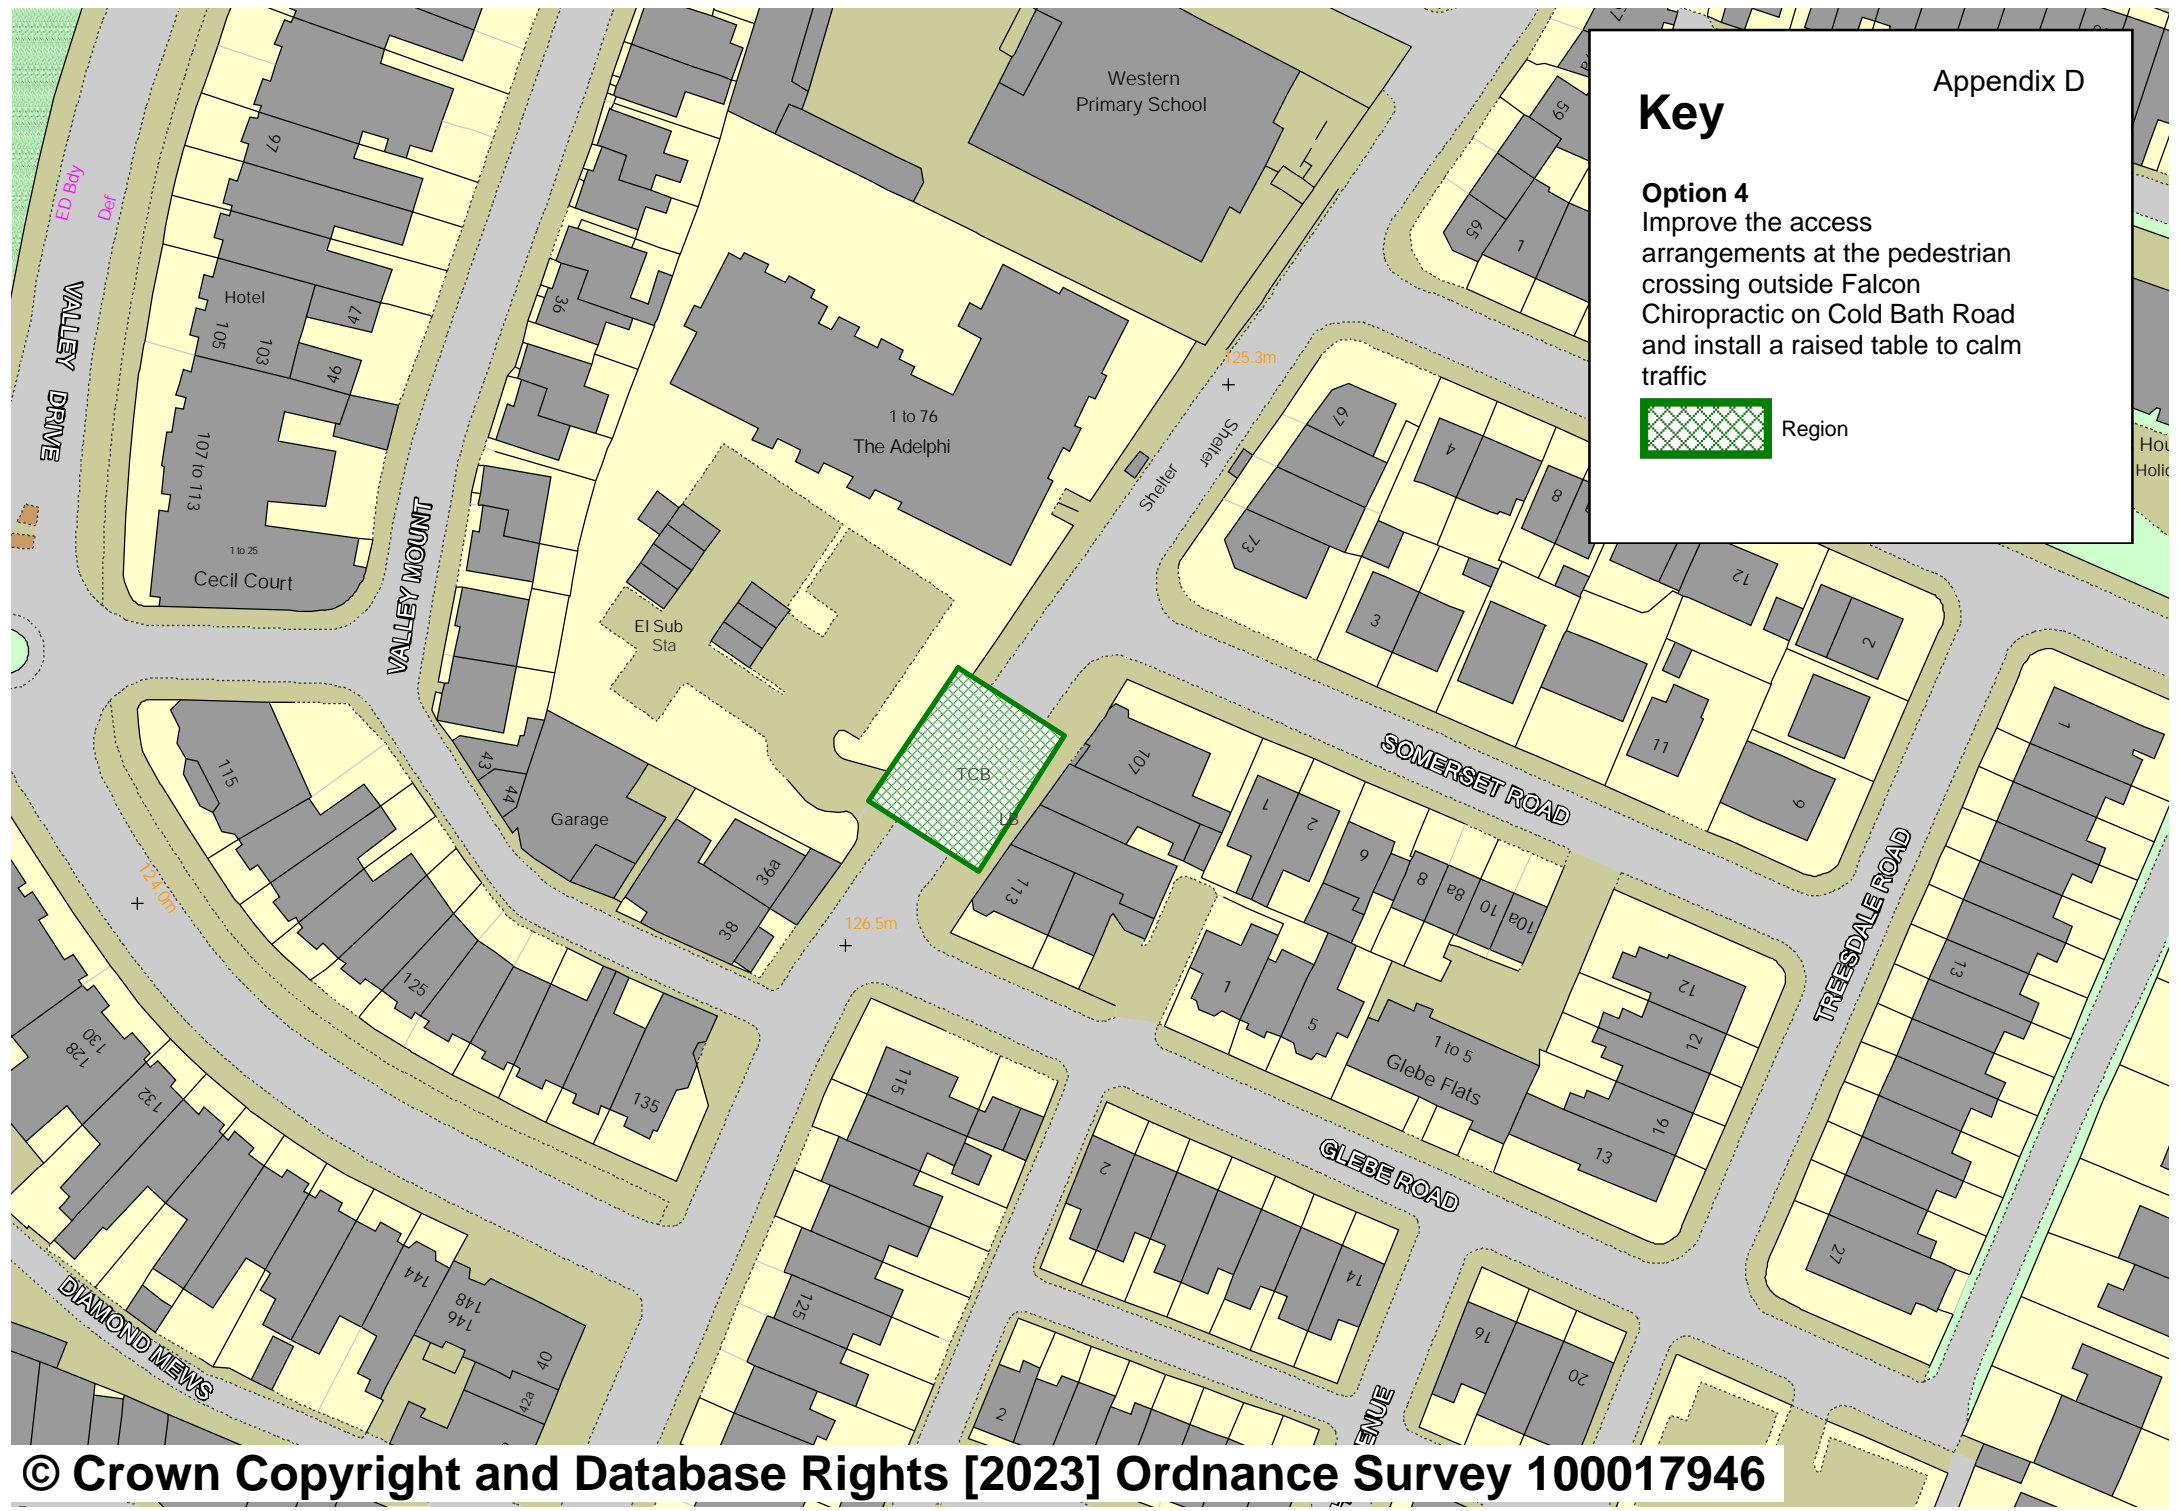 Appendix D
Key
Option 4
Improve the access
arrangements at the pedestrian
crossing outside Falcon
Chiropractic on Cold Bath Road
and install a raised table to calm
traffic
Region
Western
Primary School
59
65
1
ED Bdy
Def
VALLEY DRIVE
97
Hotel
105
103
47
46
107 to 113
1 to 25
Cecil Court
VALLEY MOUNT
36
1 to 76
The Adelphi
125.3m
Shelter
Shelter
67
73
4
8
3
12
2
11
9
El Sub
Sta
TCB
LB
107
113
SOMERSET ROAD
TREESDALE ROAD
1
13
27
43
44
Garage
36a
38
126.5m
124.0m
115
125
135
1
2
6
8
8a
10
10a
1
5
1 to 5
Glebe Flats
12
12
16
13
GLEBE ROAD
128
130
132
144
146
148
40
42a
DIAMOND MEWS
115
125
2
14
16
20
2
ENUE
Hou
Holic
© Crown Copyright and Database Rights [2023] Ordnance Survey 100017946